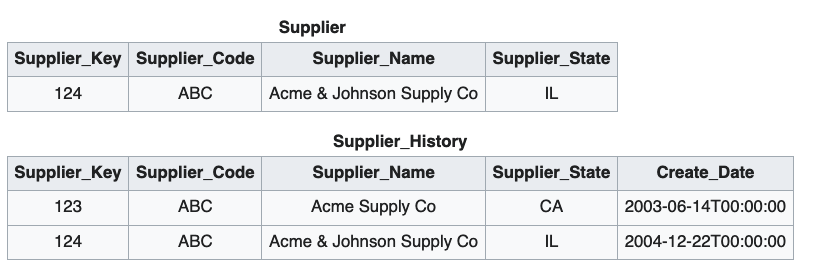 Supplier
Supplier_Key Supplier_Code Supplier_Name Supplier_State
124 ABC Acme & Johnson Supply Co IL
Supplier_History
Supplier_Key Supplier_Code Supplier_Name Supplier_State Create_Date
123 ABC Acme Supply Co CA 2003-06-14T00:00:00
124 ABC Acme & Johnson Supply Co IL 2004-12-22T00:00:00